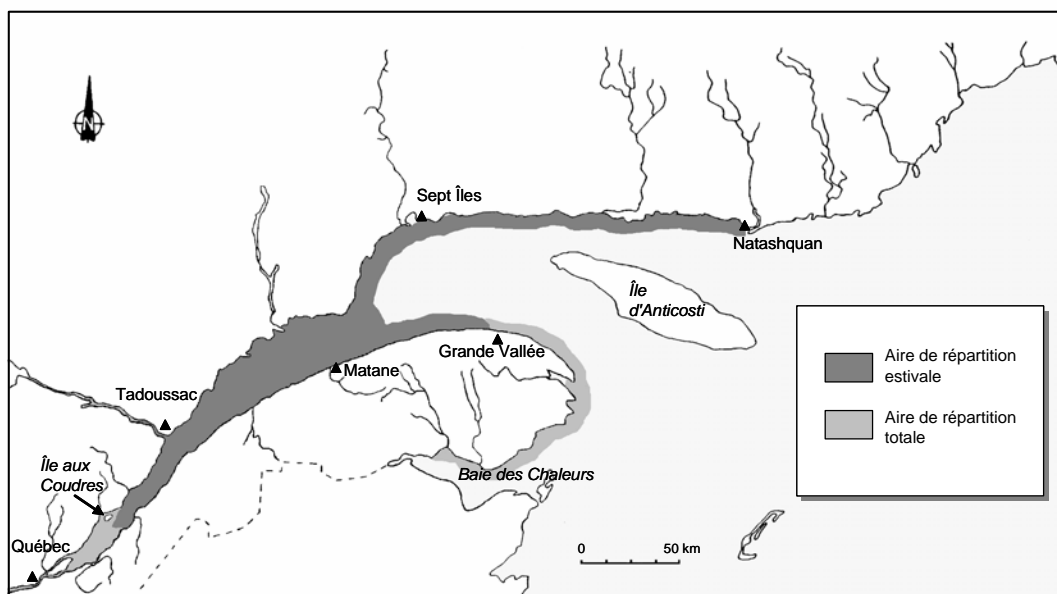 N
Sept Îles
Natashquan
Île
d'Anticosti
Grande Vallée
Matane
Tadoussac
Île aux
Coudres
Baie des Chaleurs
Québec
0 50 km
Aire de répartition
estivale
Aire de répartition
totale